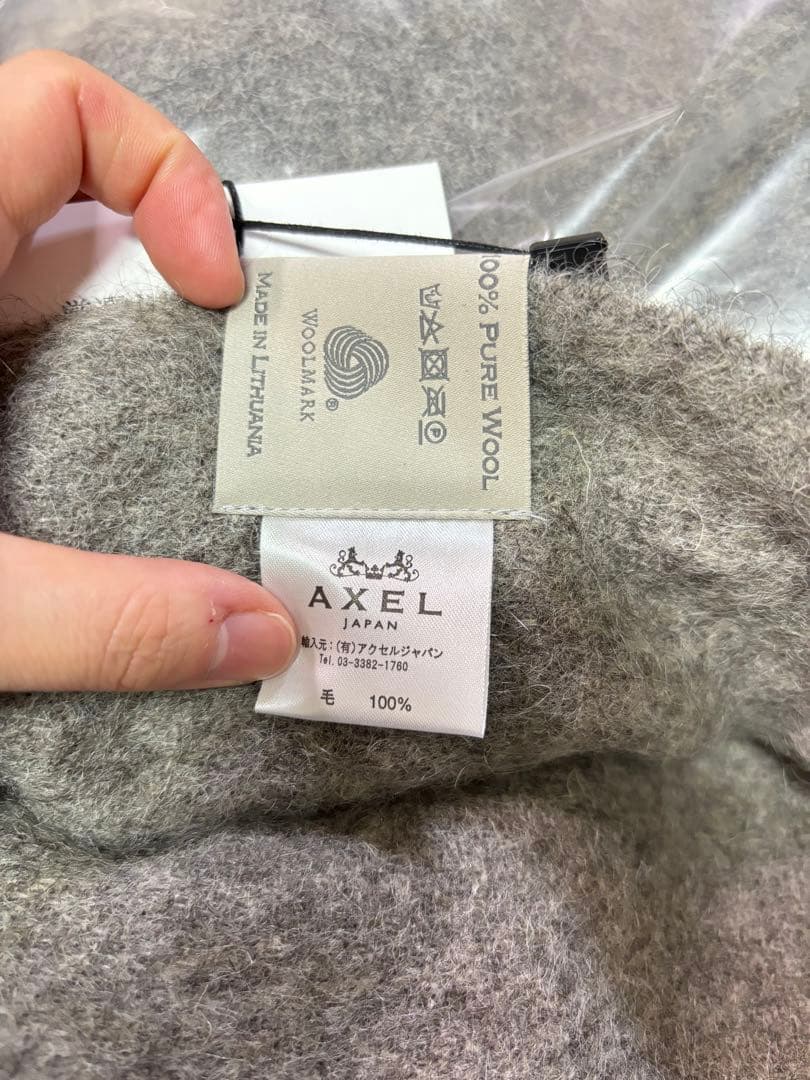 100% PURE WOOL
WOOLMARK
®
MADE IN LITHUANIA
AXEL
JAPAN
輸入元:(有)アクセルジャパン
Tel. 03-3382-1760
毛 100%